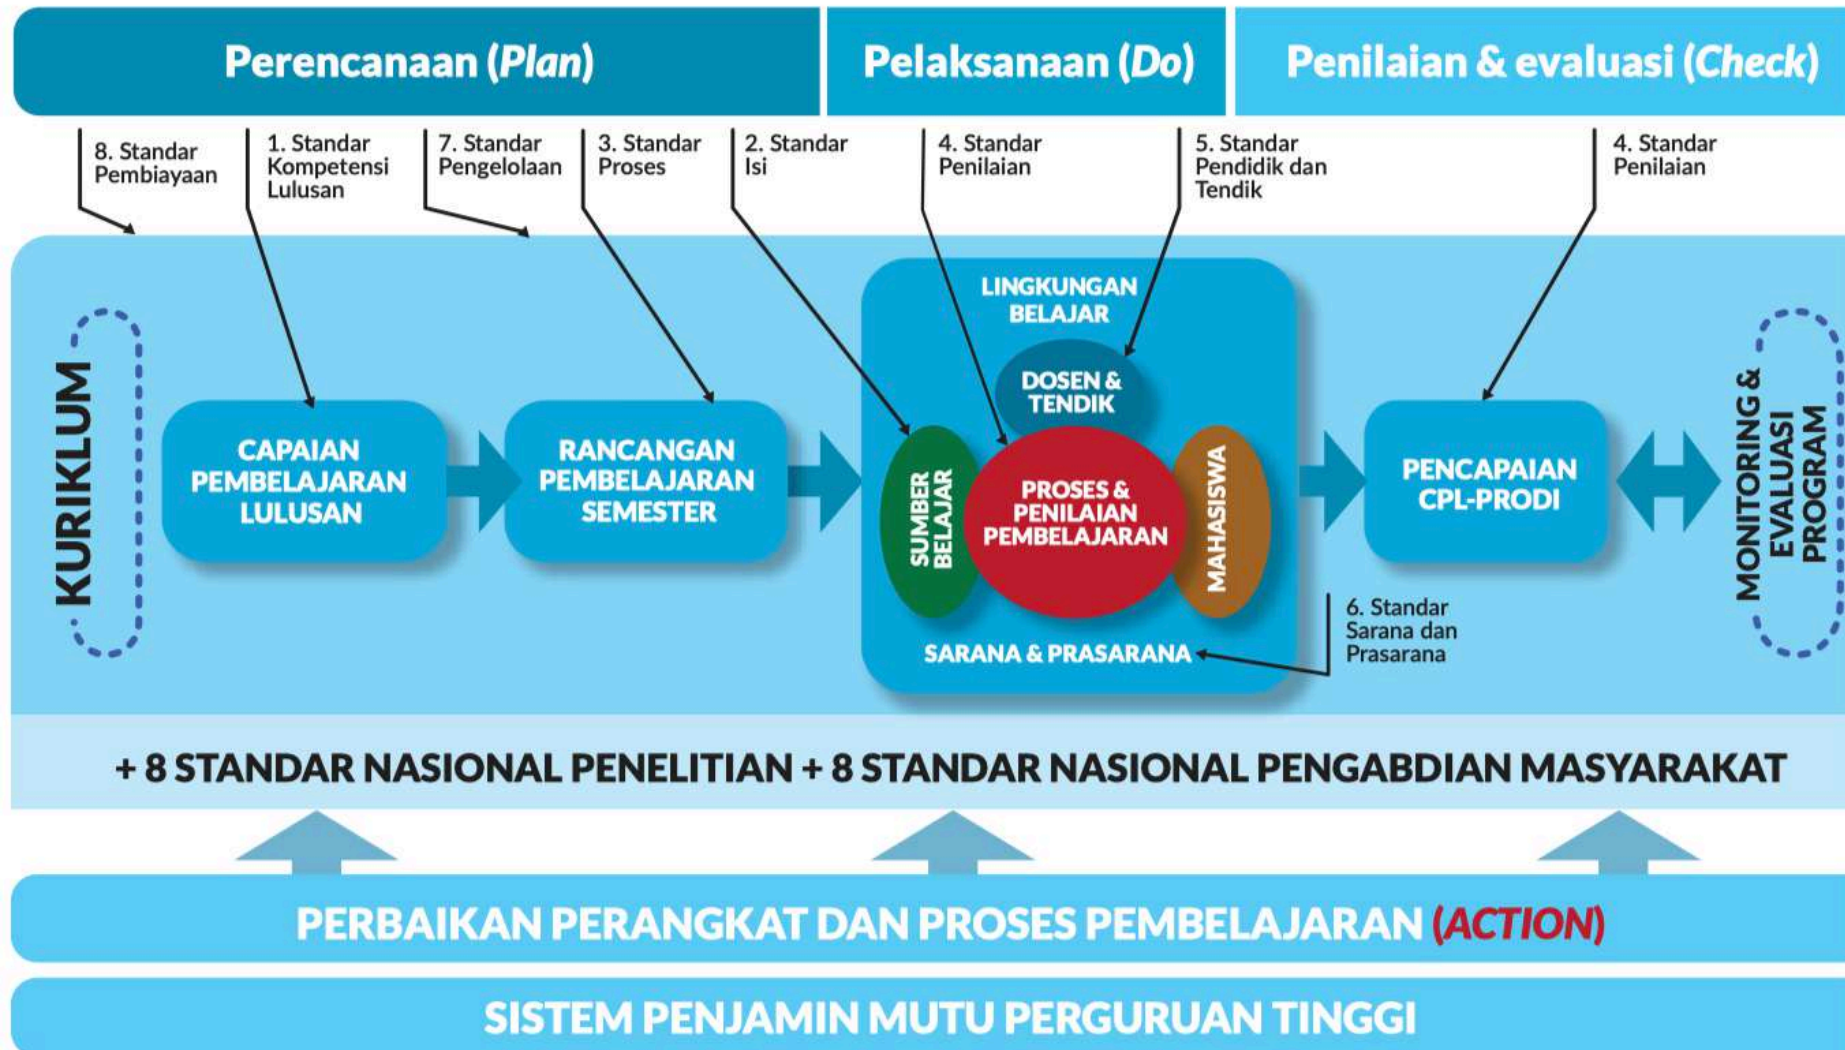 Perencanaan (Plan)
Pelaksanaan (Do)
Penilaian & evaluasi (Check)
8. Standar
Pembiayaan
1. Standar
Kompetensi
Lulusan
7. Standar
Pengelolaan
3. Standar
Proses
2. Standar
Isi
4. Standar
Penilaian
5. Standar
Pendidik dan
Tendik
4. Standar
Penilaian
KURIKLUM
CAPAIAN
PEMBELAJARAN
LULUSAN
RANCANGAN
PEMBELAJARAN
SEMESTER
LINGKUNGAN
BELAJAR
DOSEN &
TENDIK
SUMBER
BELAJAR
PROSES &
PENILAIAN
PEMBELAJARAN
MAHASISWA
SARANA & PRASARANA
6. Standar
Sarana dan
Prasarana
PENCAPAIAN
CPL-PRODI
MONITORING &
EVALUASI
PROGRAM
+ 8 STANDAR NASIONAL PENELITIAN + 8 STANDAR NASIONAL PENGABDIAN MASYARAKAT
PERBAIKAN PERANGKAT DAN PROSES PEMBELAJARAN (ACTION)
SISTEM PENJAMIN MUTU PERGURUAN TINGGI